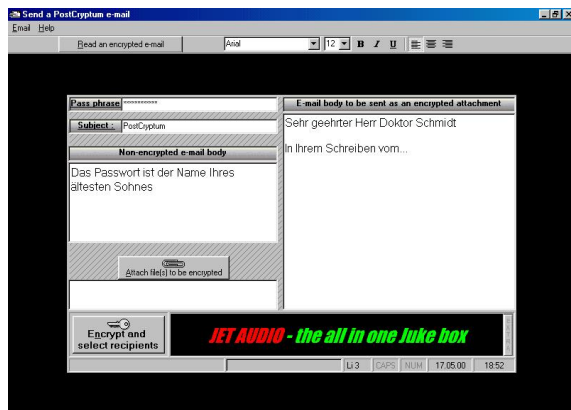 Send a PostCryptum e-mail
Email Help
Read an encrypted e-mail Arial 12 B I U
Pass phrase **********
E-mail body to be sent as an encrypted attachment
Subject : PostCryptum
Sehr geehrter Herr Doktor Schmidt
Non-encrypted e-mail body
In Ihrem Schreiben vom...
Das Passwort ist der Name Ihres
ältesten Sohnes
Attach file(s) to be encrypted
Encrypt and
select recipients
JET AUDIO - the all in one Juke box
Li 3 CAPS NUM 17.05.00 18:52